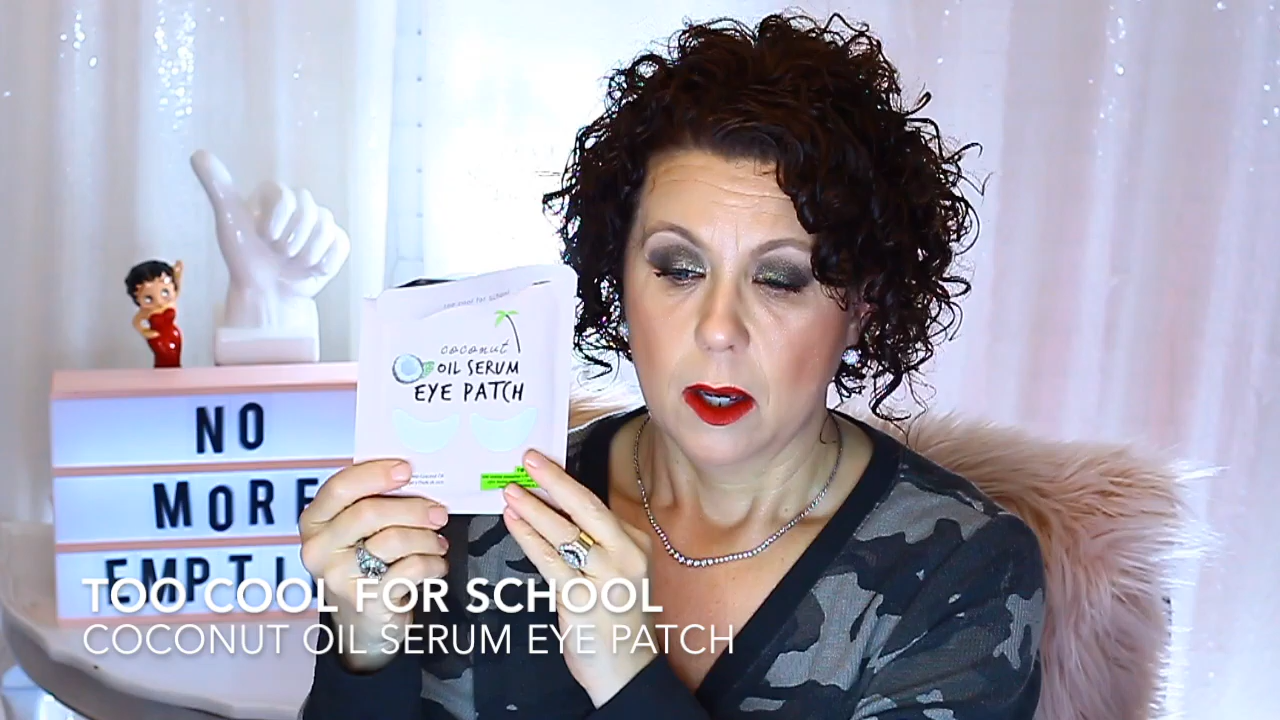 too cool for school
coconut
OIL SERUM
EYE PATCH
NO
MORE
EMPTI
TOO COOL FOR SCHOOL
COCONUT OIL SERUM EYE PATCH